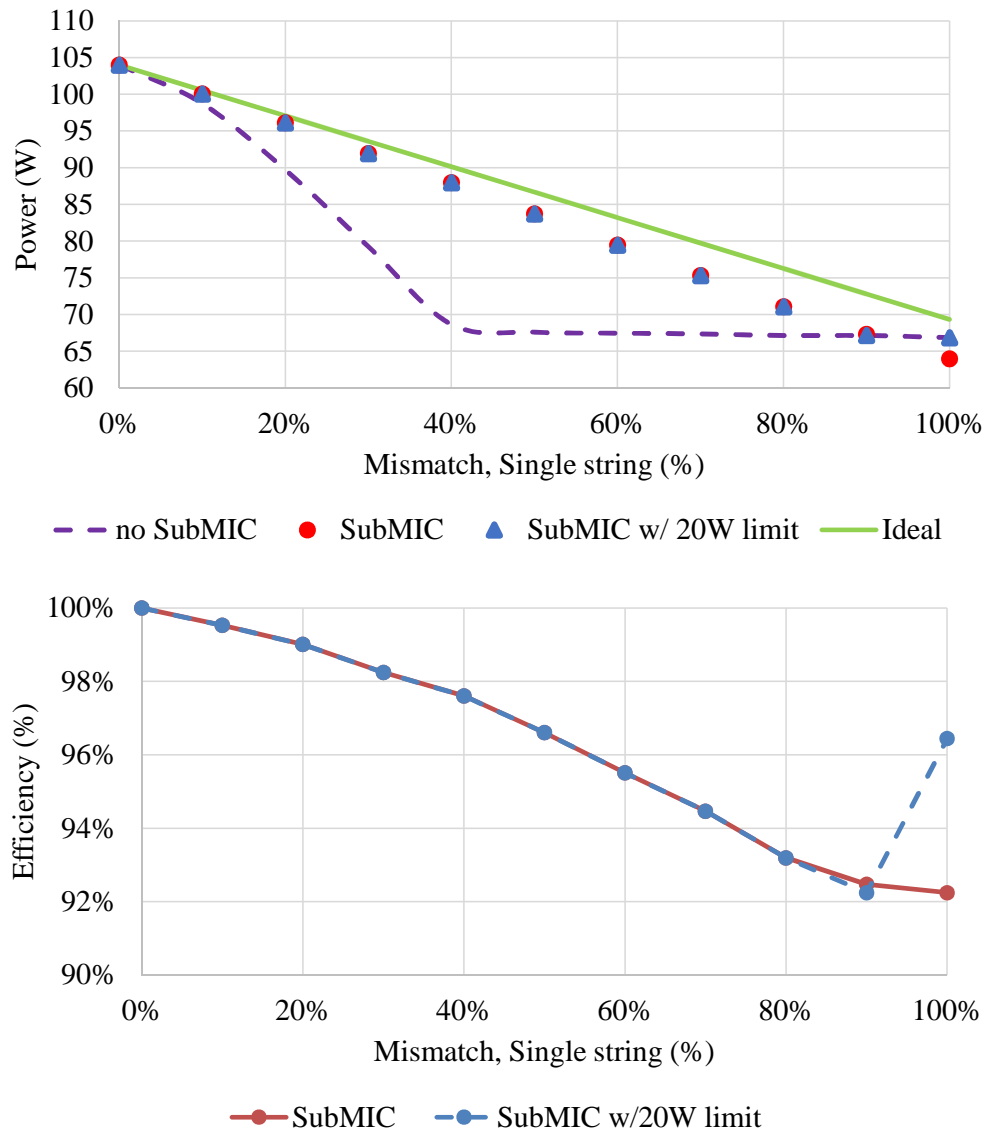 110
105
100
95
90
85
80
75
70
65
60
Power (W)
0% 20% 40% 60% 80% 100%
Mismatch, Single string (%)
no SubMIC SubMIC SubMIC w/ 20W limit Ideal
100%
98%
96%
94%
92%
90%
Efficiency (%)
0% 20% 40% 60% 80% 100%
Mismatch, Single string (%)
SubMIC SubMIC w/20W limit